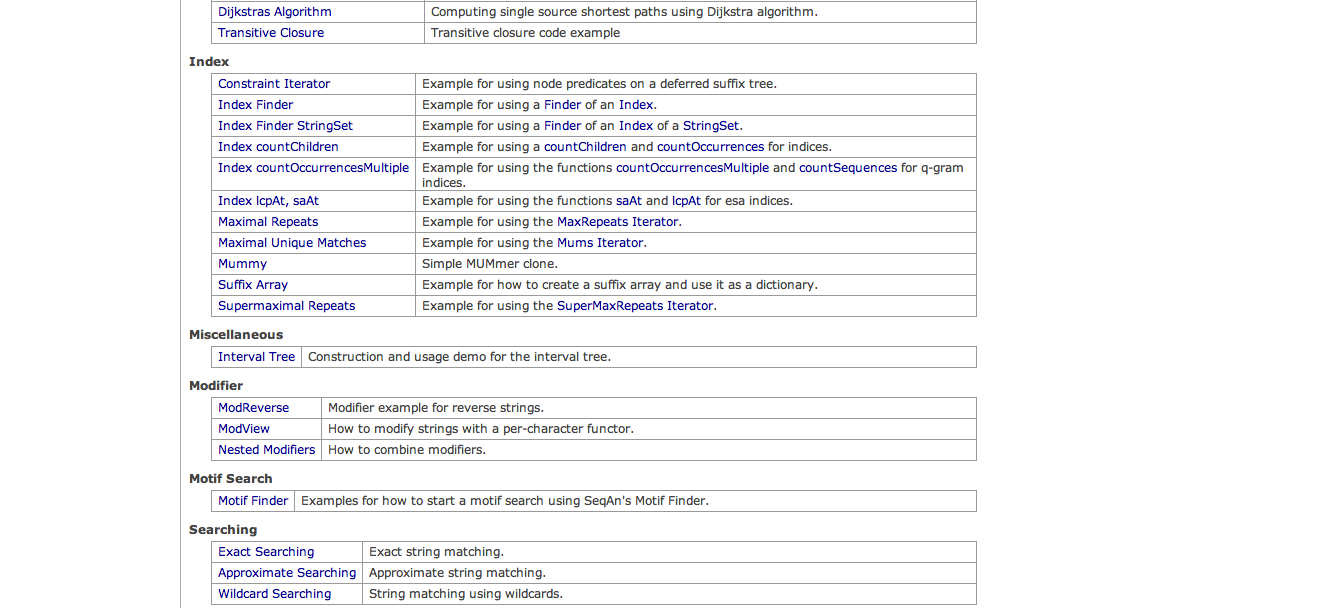 Dijkstras Algorithm Computing single source shortest paths using Dijkstra algorithm.
Transitive Closure Transitive closure code example
Index
Constraint Iterator Example for using node predicates on a deferred suffix tree.
Index Finder Example for using a Finder of an Index.
Index Finder StringSet Example for using a Finder of an Index of a StringSet.
Index countChildren Example for using a countChildren and countOccurrences for indices.
Index countOccurrencesMultiple Example for using the functions countOccurrencesMultiple and countSequences for q-gram
indices.
Index lcpAt, saAt Example for using the functions saAt and lcpAt for esa indices.
Maximal Repeats Example for using the MaxRepeats Iterator.
Maximal Unique Matches Example for using the Mums Iterator.
Mummy Simple MUMmer clone.
Suffix Array Example for how to create a suffix array and use it as a dictionary.
Supermaximal Repeats Example for using the SuperMaxRepeats Iterator.
Miscellaneous
Interval Tree Construction and usage demo for the interval tree.
Modifier
ModReverse Modifier example for reverse strings.
ModView How to modify strings with a per-character functor.
Nested Modifiers How to combine modifiers.
Motif Search
Motif Finder Examples for how to start a motif search using SeqAn's Motif Finder.
Searching
Exact Searching Exact string matching.
Approximate Searching Approximate string matching.
Wildcard Searching String matching using wildcards.